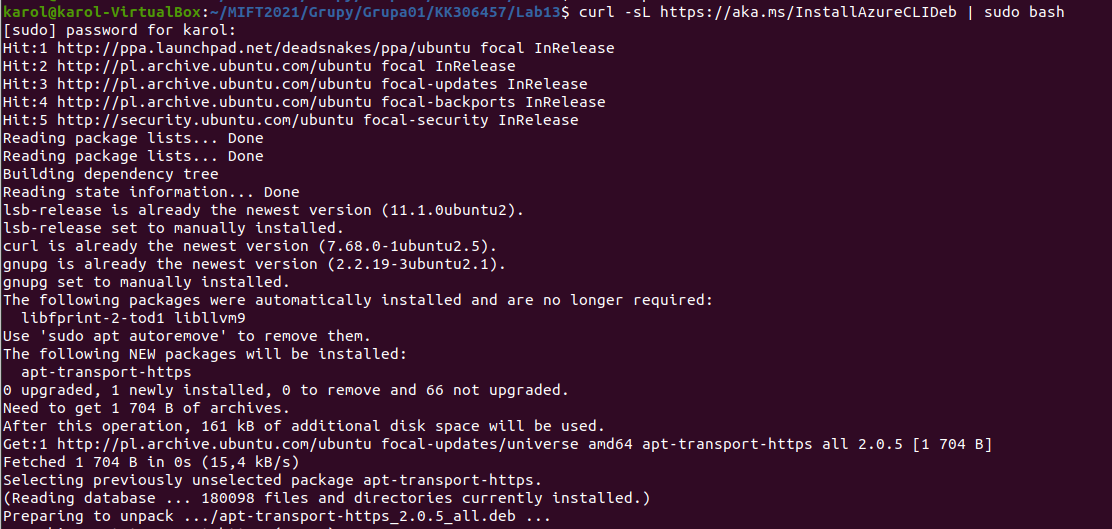 karol@karol-VirtualBox:~/MIFT2021/Grupy/Grupa01/KK306457/Lab13$ curl -sL https://aka.ms/InstallAzureCLIDeb | sudo bash
[sudo] password for karol:
Hit:1 http://ppa.launchpad.net/deadsnakes/ppa/ubuntu focal InRelease
Hit:2 http://pl.archive.ubuntu.com/ubuntu focal InRelease
Hit:3 http://pl.archive.ubuntu.com/ubuntu focal-updates InRelease
Hit:4 http://pl.archive.ubuntu.com/ubuntu focal-backports InRelease
Hit:5 http://security.ubuntu.com/ubuntu focal-security InRelease
Reading package lists... Done
Reading package lists... Done
Building dependency tree
Reading state information... Done
lsb-release is already the newest version (11.1.0ubuntu2).
lsb-release set to manually installed.
curl is already the newest version (7.68.0-1ubuntu2.5).
gnupg is already the newest version (2.2.19-3ubuntu2.1).
gnupg set to manually installed.
The following packages were automatically installed and are no longer required:
  libfprint-2-tod1 libllvm9
Use 'sudo apt autoremove' to remove them.
The following NEW packages will be installed:
  apt-transport-https
0 upgraded, 1 newly installed, 0 to remove and 66 not upgraded.
Need to get 1 704 B of archives.
After this operation, 161 kB of additional disk space will be used.
Get:1 http://pl.archive.ubuntu.com/ubuntu focal-updates/universe amd64 apt-transport-https all 2.0.5 [1 704 B]
Fetched 1 704 B in 0s (15,4 kB/s)
Selecting previously unselected package apt-transport-https.
(Reading database ... 180098 files and directories currently installed.)
Preparing to unpack .../apt-transport-https_2.0.5_all.deb ...